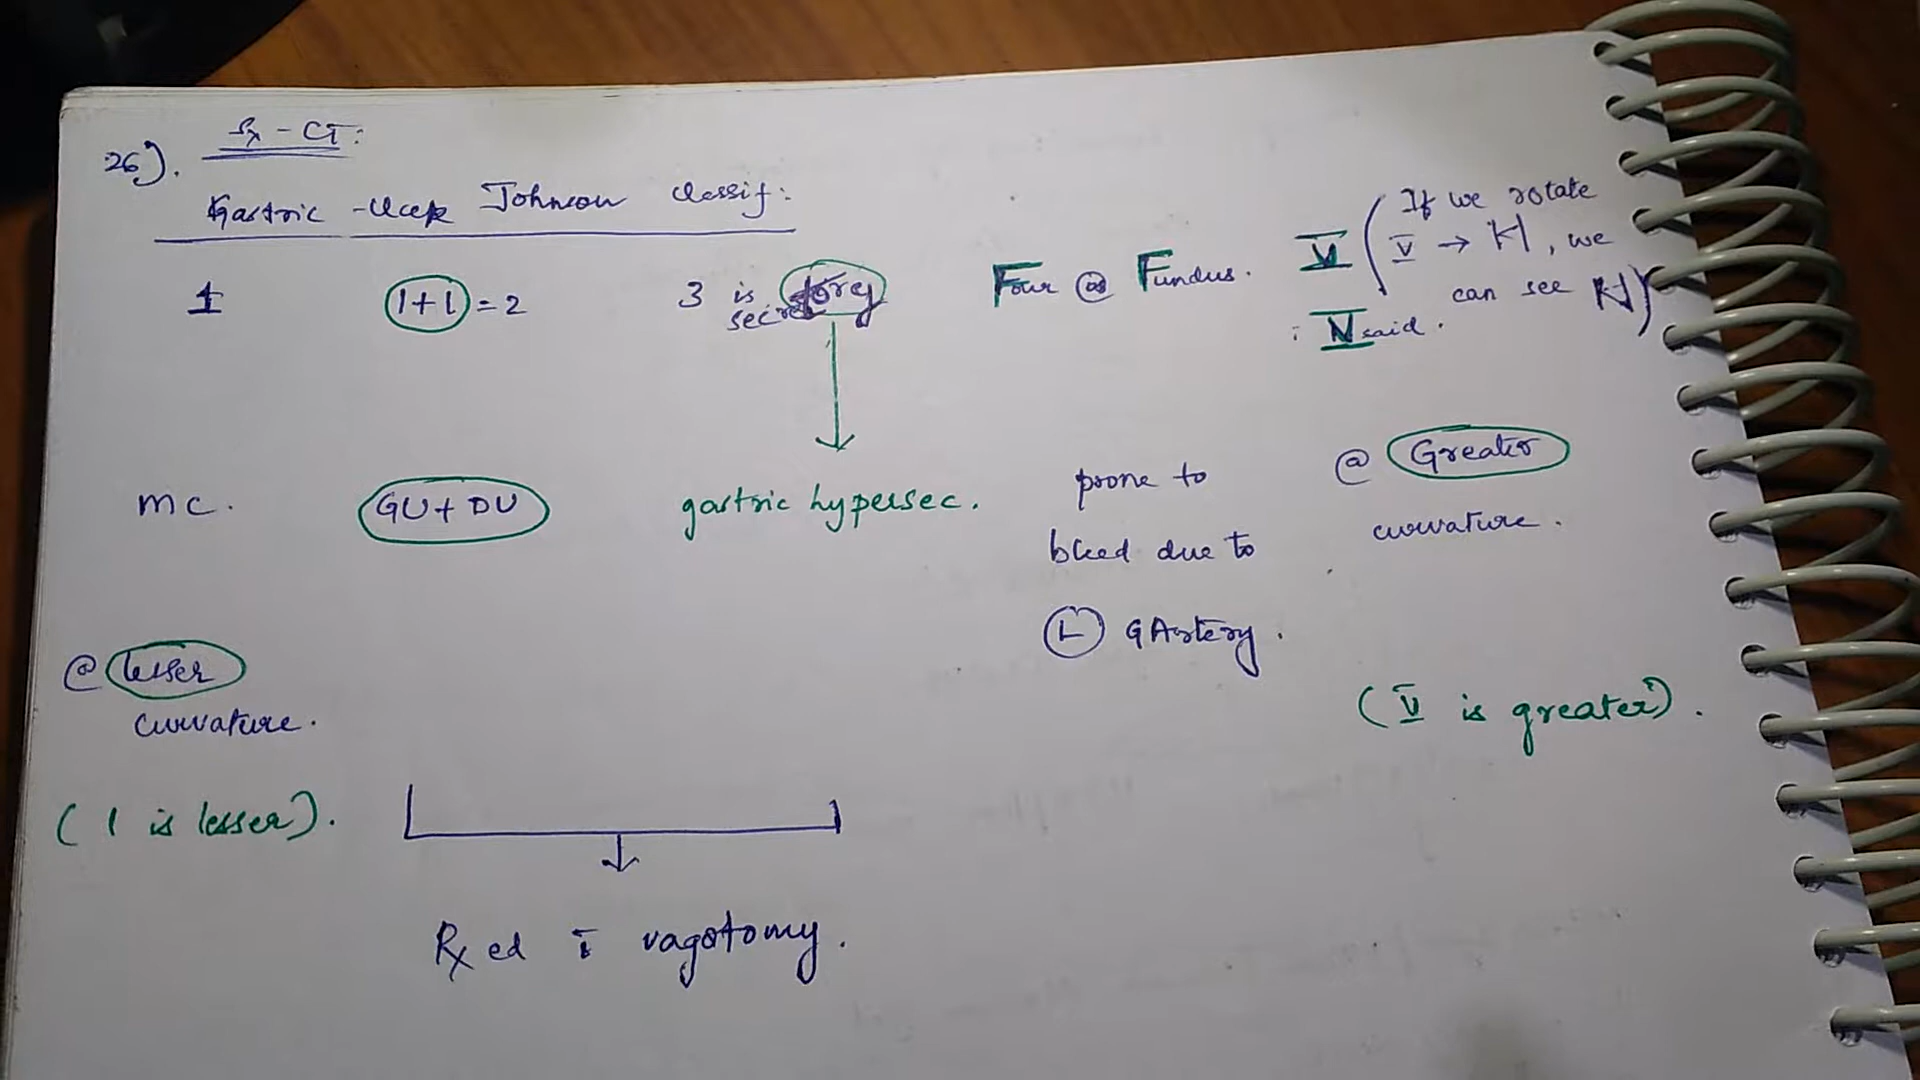 26). Sx - CT:
Gastric - Ulcer Johnson classif:
1
1+1 = 2
3 is secretory
Four @ Fundus.
V (If we rotate
V → N, we
can see N)
: Nsaid.
mc.
GU + DU
gastric hypersec.
prone to
bleed due to
(L) GArtery.
@ Greater
curvature.
(V is greater).
@ lesser
curvature.
(1 is lesser).
Rx ed c̄ vagotomy.